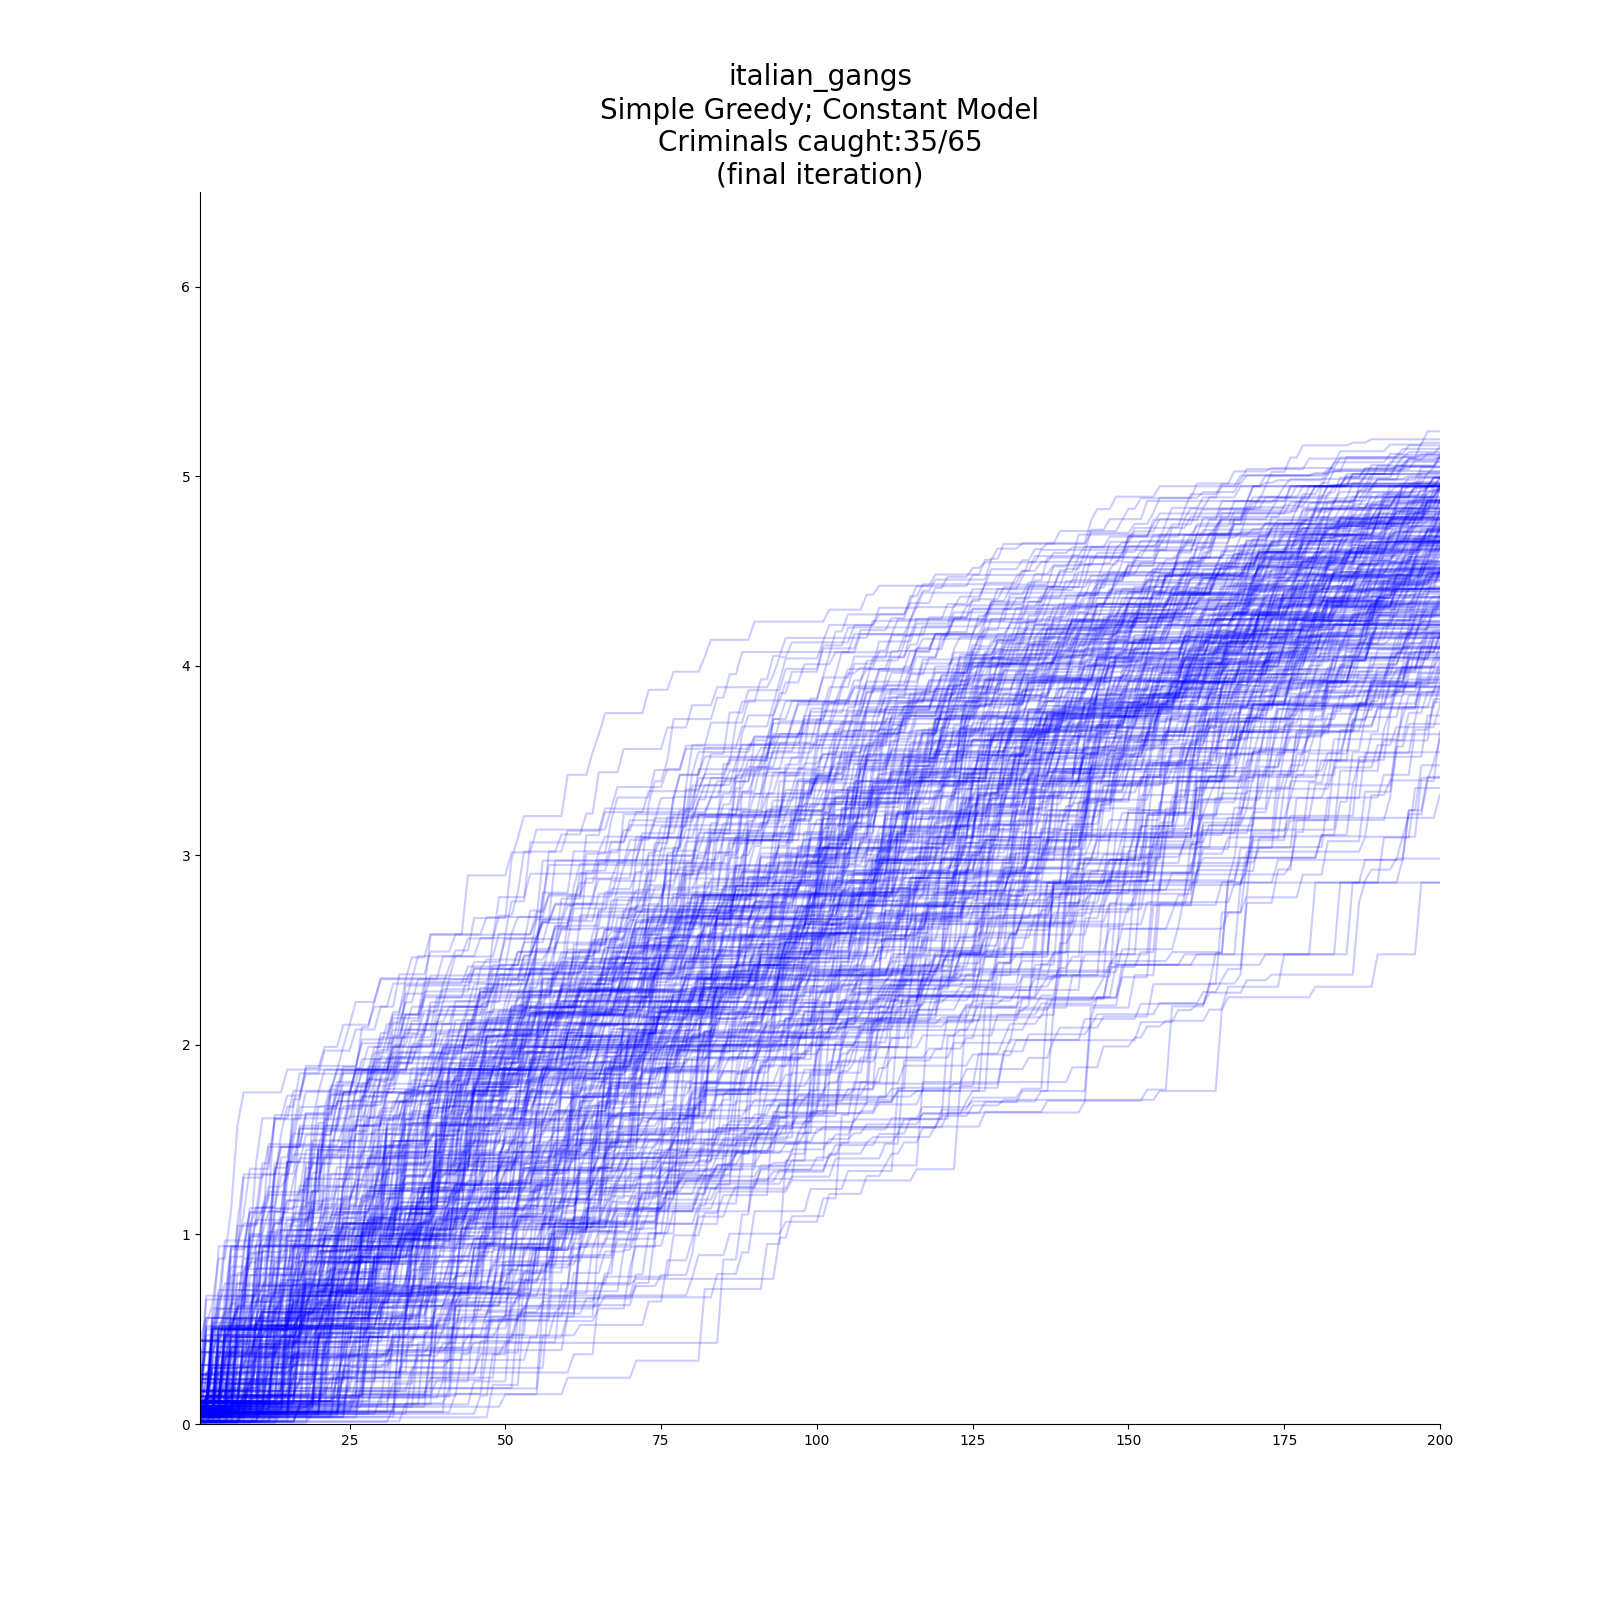 italian_gangs
Simple Greedy; Constant Model
Criminals caught:35/65
(final iteration)
6
5
4
3
2
1
0
25 50 75 100 125 150 175 200